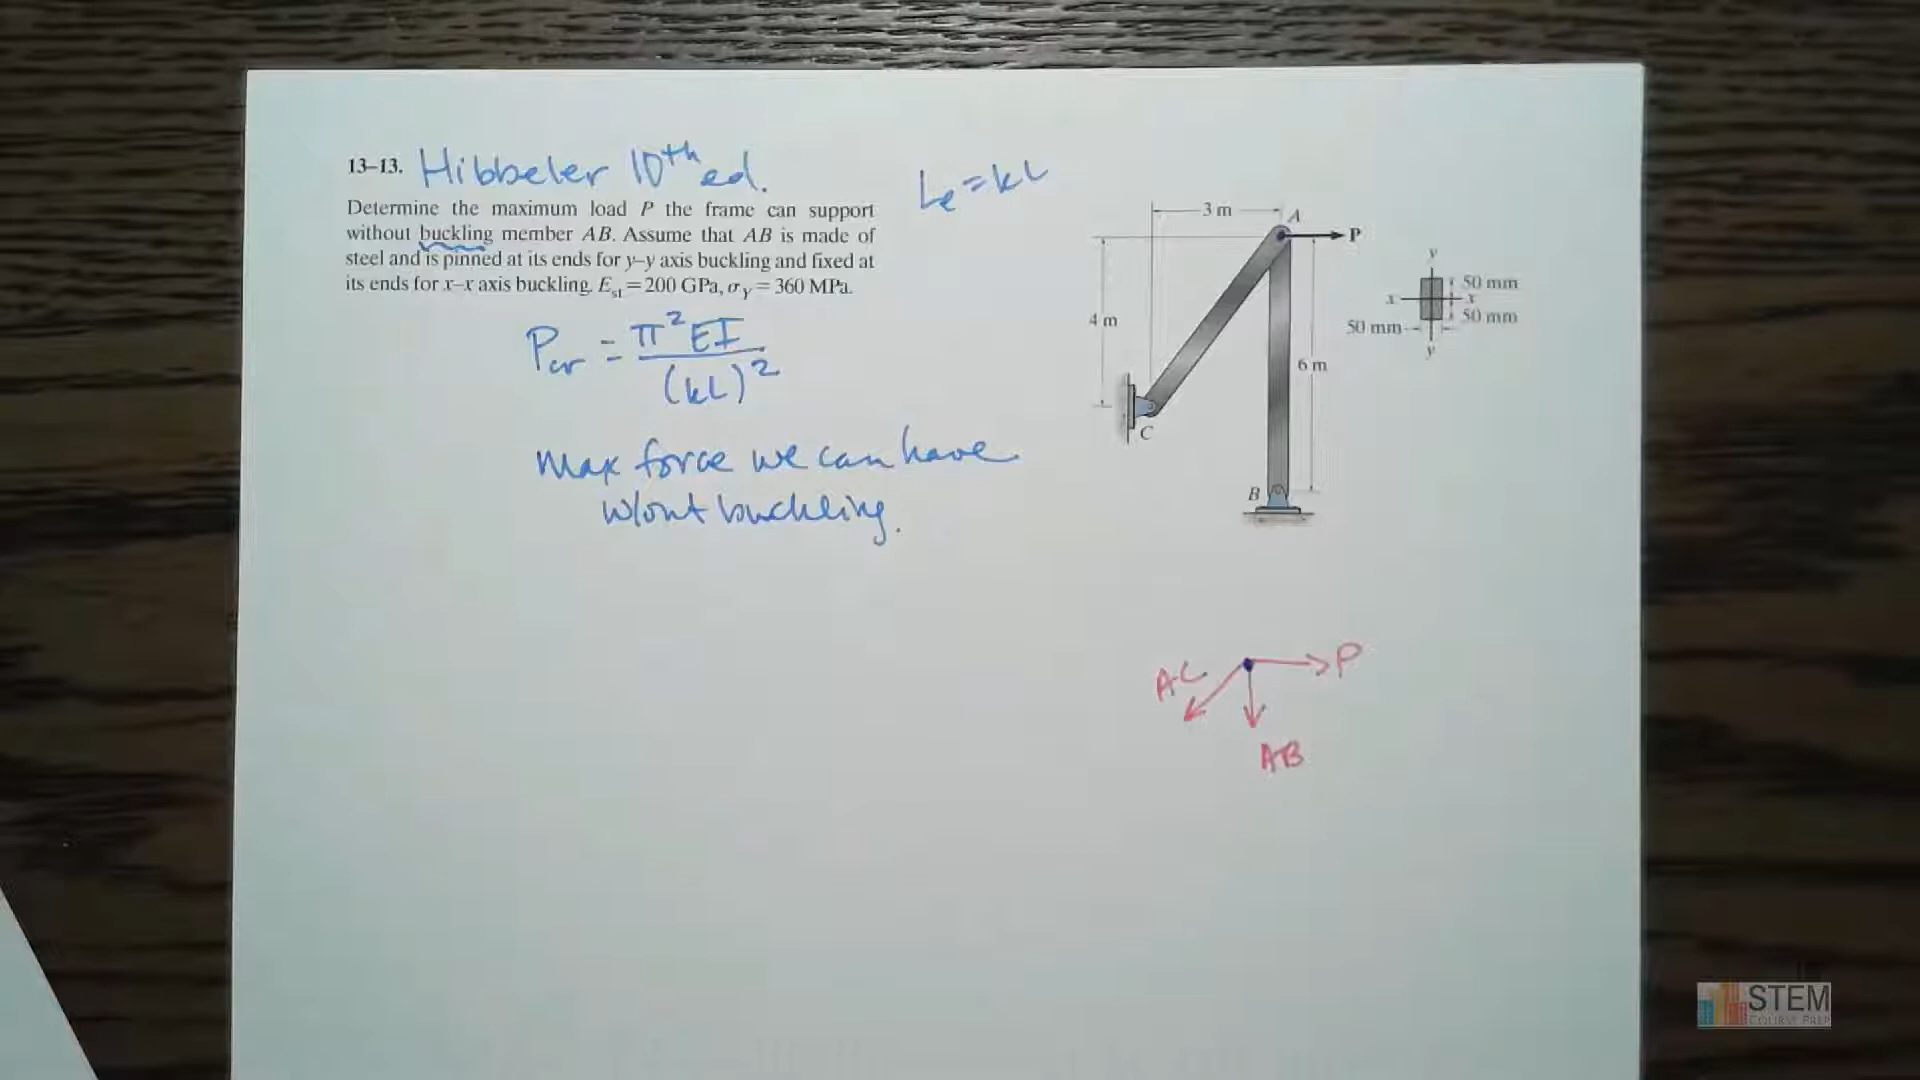 13–13. Hibbeler 10th ed.
Determine the maximum load P the frame can support
without buckling member AB. Assume that AB is made of
steel and is pinned at its ends for y–y axis buckling and fixed at
its ends for x–x axis buckling. Est = 200 GPa, σY = 360 MPa.
Le = kL
Pcr = π²EI / (kL)²
max force we can have
w/out buckling.
3 m
A
P
4 m
C
6 m
B
y
50 mm
x
x
50 mm
50 mm
y
AC
P
AB
STEM
COURSE PREP